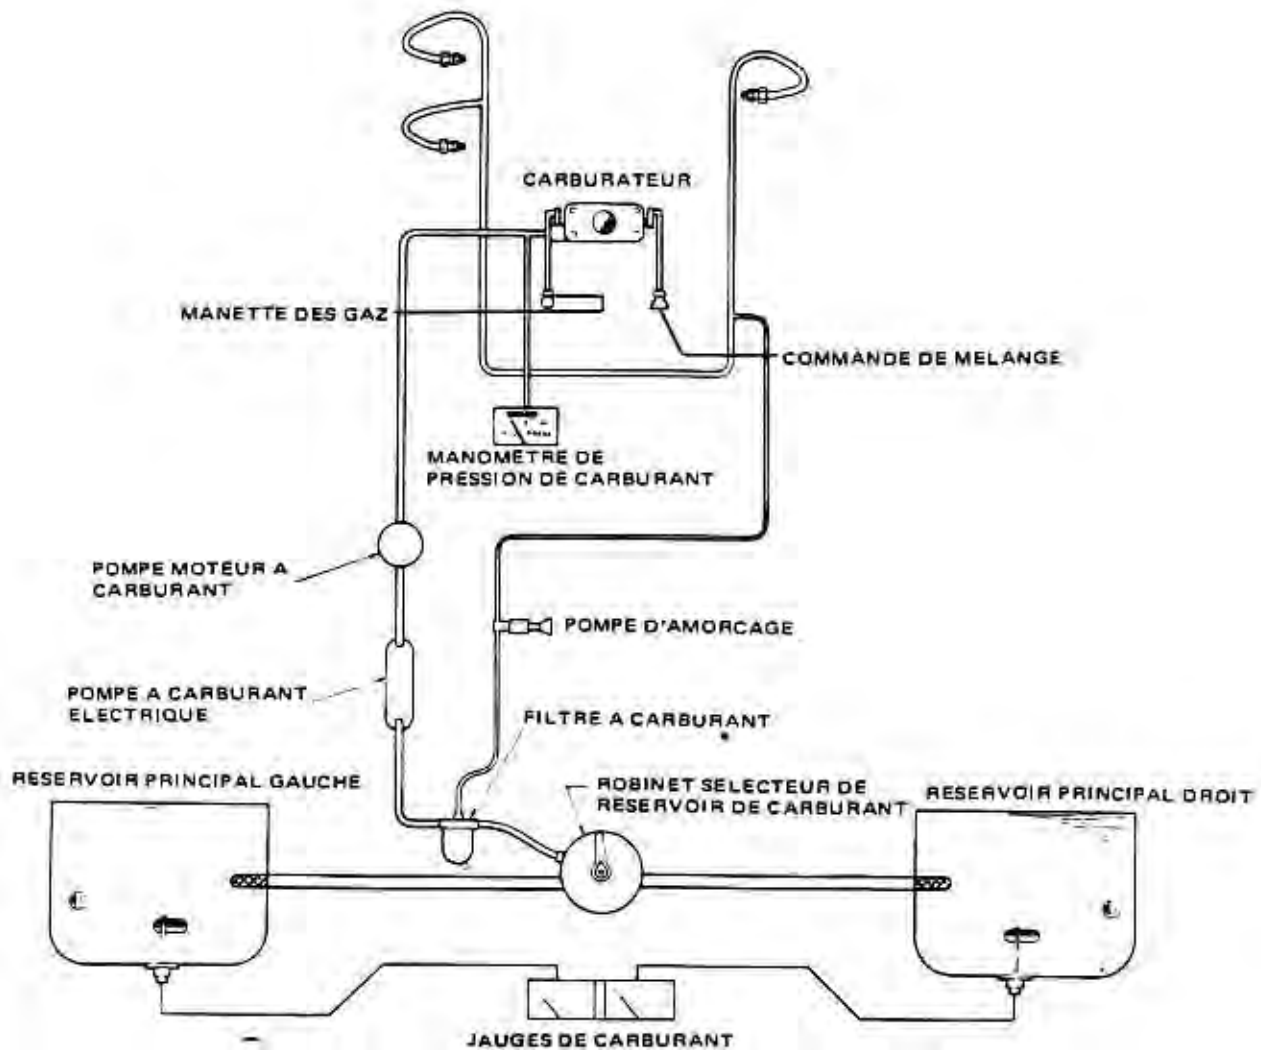 CARBURATEUR
MANETTE DES GAZ
COMMANDE DE MELANGE
MANOMETRE DE
PRESSION DE CARBURANT
POMPE MOTEUR A
CARBURANT
POMPE D'AMORCAGE
POMPE A CARBURANT
ELECTRIQUE
FILTRE A CARBURANT
RESERVOIR PRINCIPAL GAUCHE
ROBINET SELECTEUR DE
RESERVOIR DE CARBURANT
RESERVOIR PRINCIPAL DROIT
JAUGES DE CARBURANT